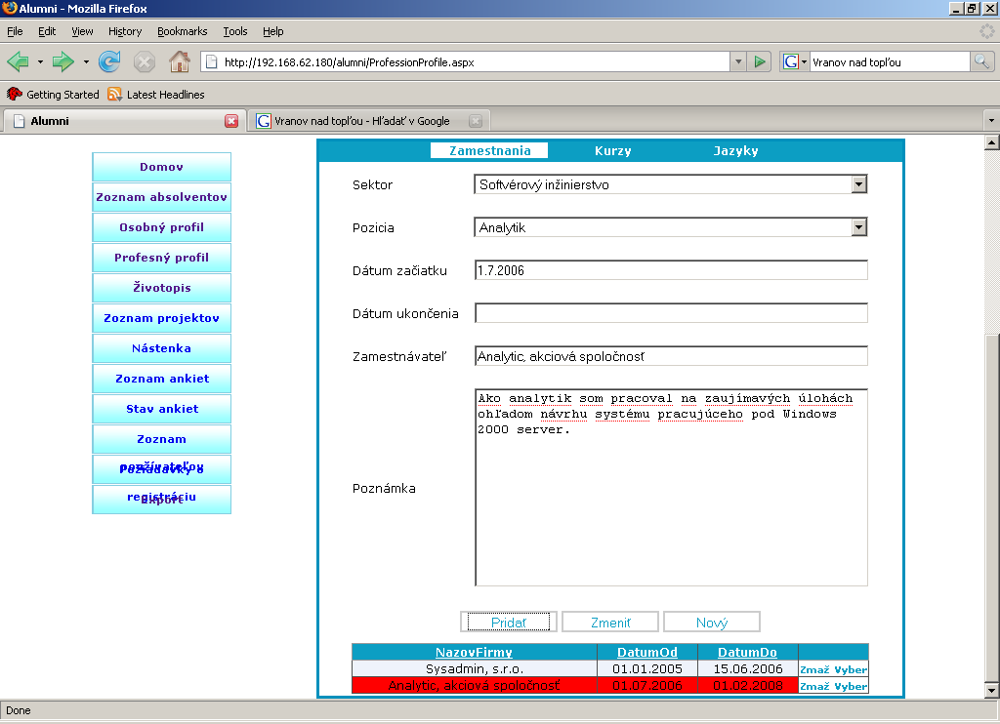 Alumni - Mozilla Firefox
File Edit View History Bookmarks Tools Help
http://192.168.62.180/alumni/ProfessionProfile.aspx
Vranov nad topľou
Getting Started Latest Headlines
Alumni
Vranov nad topľou - Hľadať v Google
Domov
Zoznam absolventov
Osobný profil
Profesný profil
Životopis
Zoznam projektov
Nástenka
Zoznam ankiet
Stav ankiet
Zoznam
používateľov
Požiadavky o
registráciu
Export
Zamestnania Kurzy Jazyky
Sektor Softvérový inžinierstvo
Pozicia Analytik
Dátum začiatku 1.7.2006
Dátum ukončenia
Zamestnávateľ Analytic, akciová spoločnosť
Poznámka
Ako analytik som pracoval na zaujímavých úlohách
ohľadom návrhu systému pracujúceho pod Windows
2000 server.
Pridať Zmeniť Nový
NazovFirmy DatumOd DatumDo
Sysadmin, s.r.o. 01.01.2005 15.06.2006 Zmaž Vyber
Analytic, akciová spoločnosť 01.07.2006 01.02.2008 Zmaž Vyber
Done